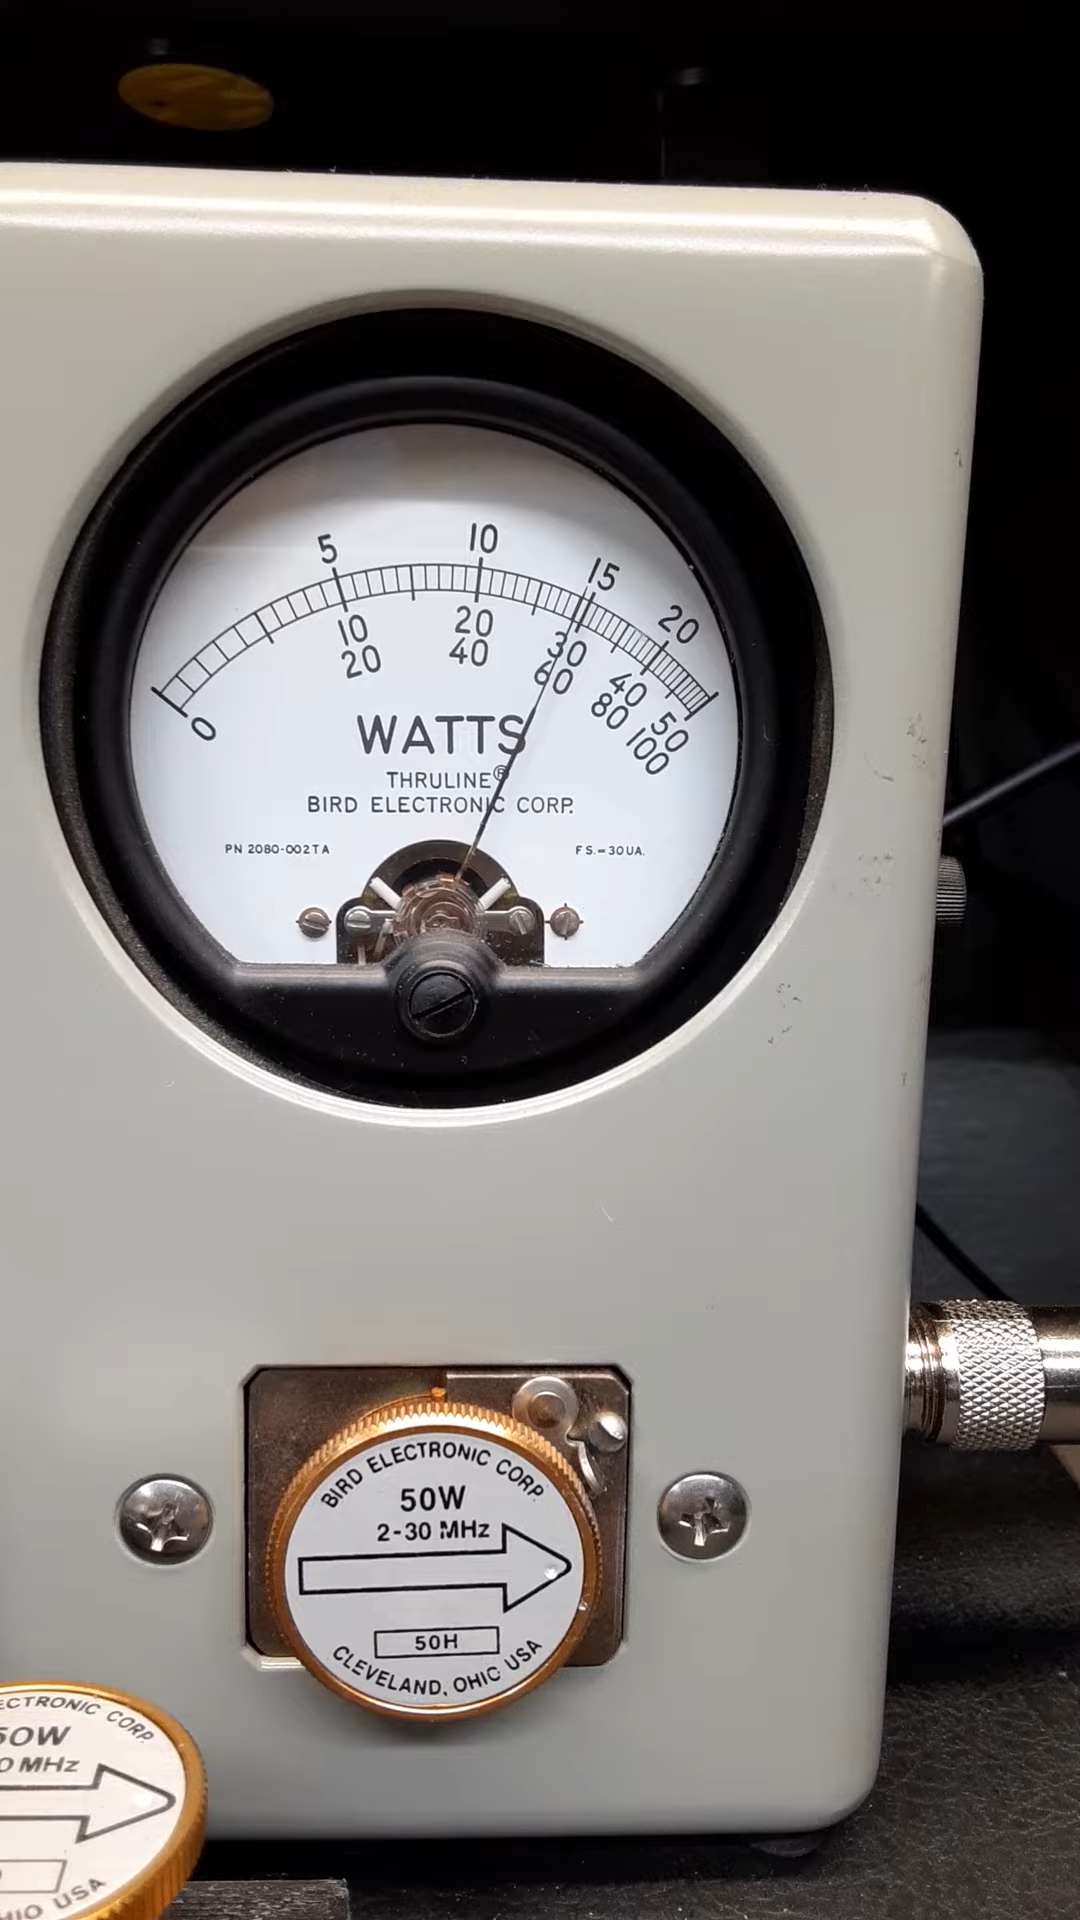 5 10 15 20
0 10 20 30 40 50
20 40 60 80 100
WATTS
THRULINE®
BIRD ELECTRONIC CORP.
PN 2080-002TA
FS.=30UA.
BIRD ELECTRONIC CORP.
50W
2-30 MHz
50H
CLEVELAND, OHIO USA
ECTRONIC CORP.
50W
0 MHz
HIO USA